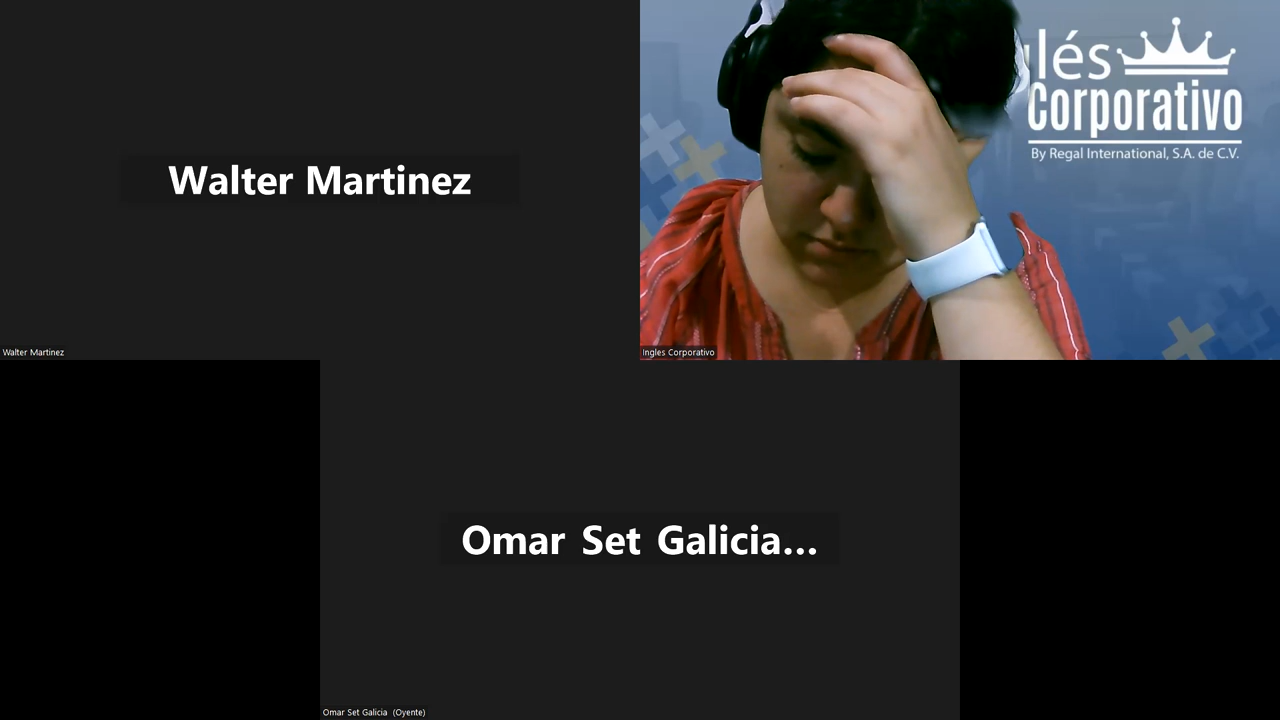 Walter Martinez
lés
Corporativo
By Regal International, S.A. de C.V.
Walter Martinez
Ingles Corporativo
Omar Set Galicia...
Omar Set Galicia (Oyente)